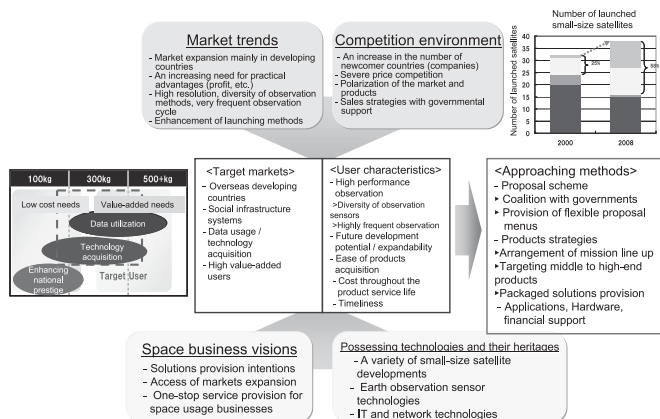 Market trends
- Market expansion mainly in developing
countries
- An increasing need for practical
advantages (profit, etc.)
- High resolution, diversity of observation
methods, very frequent observation
cycle
- Enhancement of launching methods
Competition environment
- An increase in the number of
newcomer countries (companies)
- Severe price competition
- Polarization of the market and
products
- Sales strategies with governmental
support
Number of launched
small-size satellites
Number of launched satellites
40
35
30
25
20
15
10
5
0
25%
58%
2000
2008
100kg 300kg 500+kg
Low cost needs
Value-added needs
Data utilization
Technology
acquisition
Enhancing
national
prestige
Target User
<Target markets>
- Overseas developing
countries
- Social infrastructure
systems
- Data usage /
technology
acquisition
- High value-added
users
<User characteristics>
- High performance
observation
>Diversity of observation
sensors
>Highly frequent observation
- Future development
potential / expandability
- Ease of products
acquisition
- Cost throughout the
product service life
- Timeliness
<Approaching methods>
- Proposal scheme
▸ Coalition with governments
▸ Provision of flexible proposal
menus
- Products strategies
▸Arrangement of mission line up
▸Targeting middle to high-end
products
▸Packaged solutions provision
- Applications, Hardware,
financial support
Space business visions
- Solutions provision intentions
- Access of markets expansion
- One-stop service provision for
space usage businesses
Possessing technologies and their heritages
- A variety of small-size satellite
developments
- Earth observation sensor
technologies
- IT and network technologies